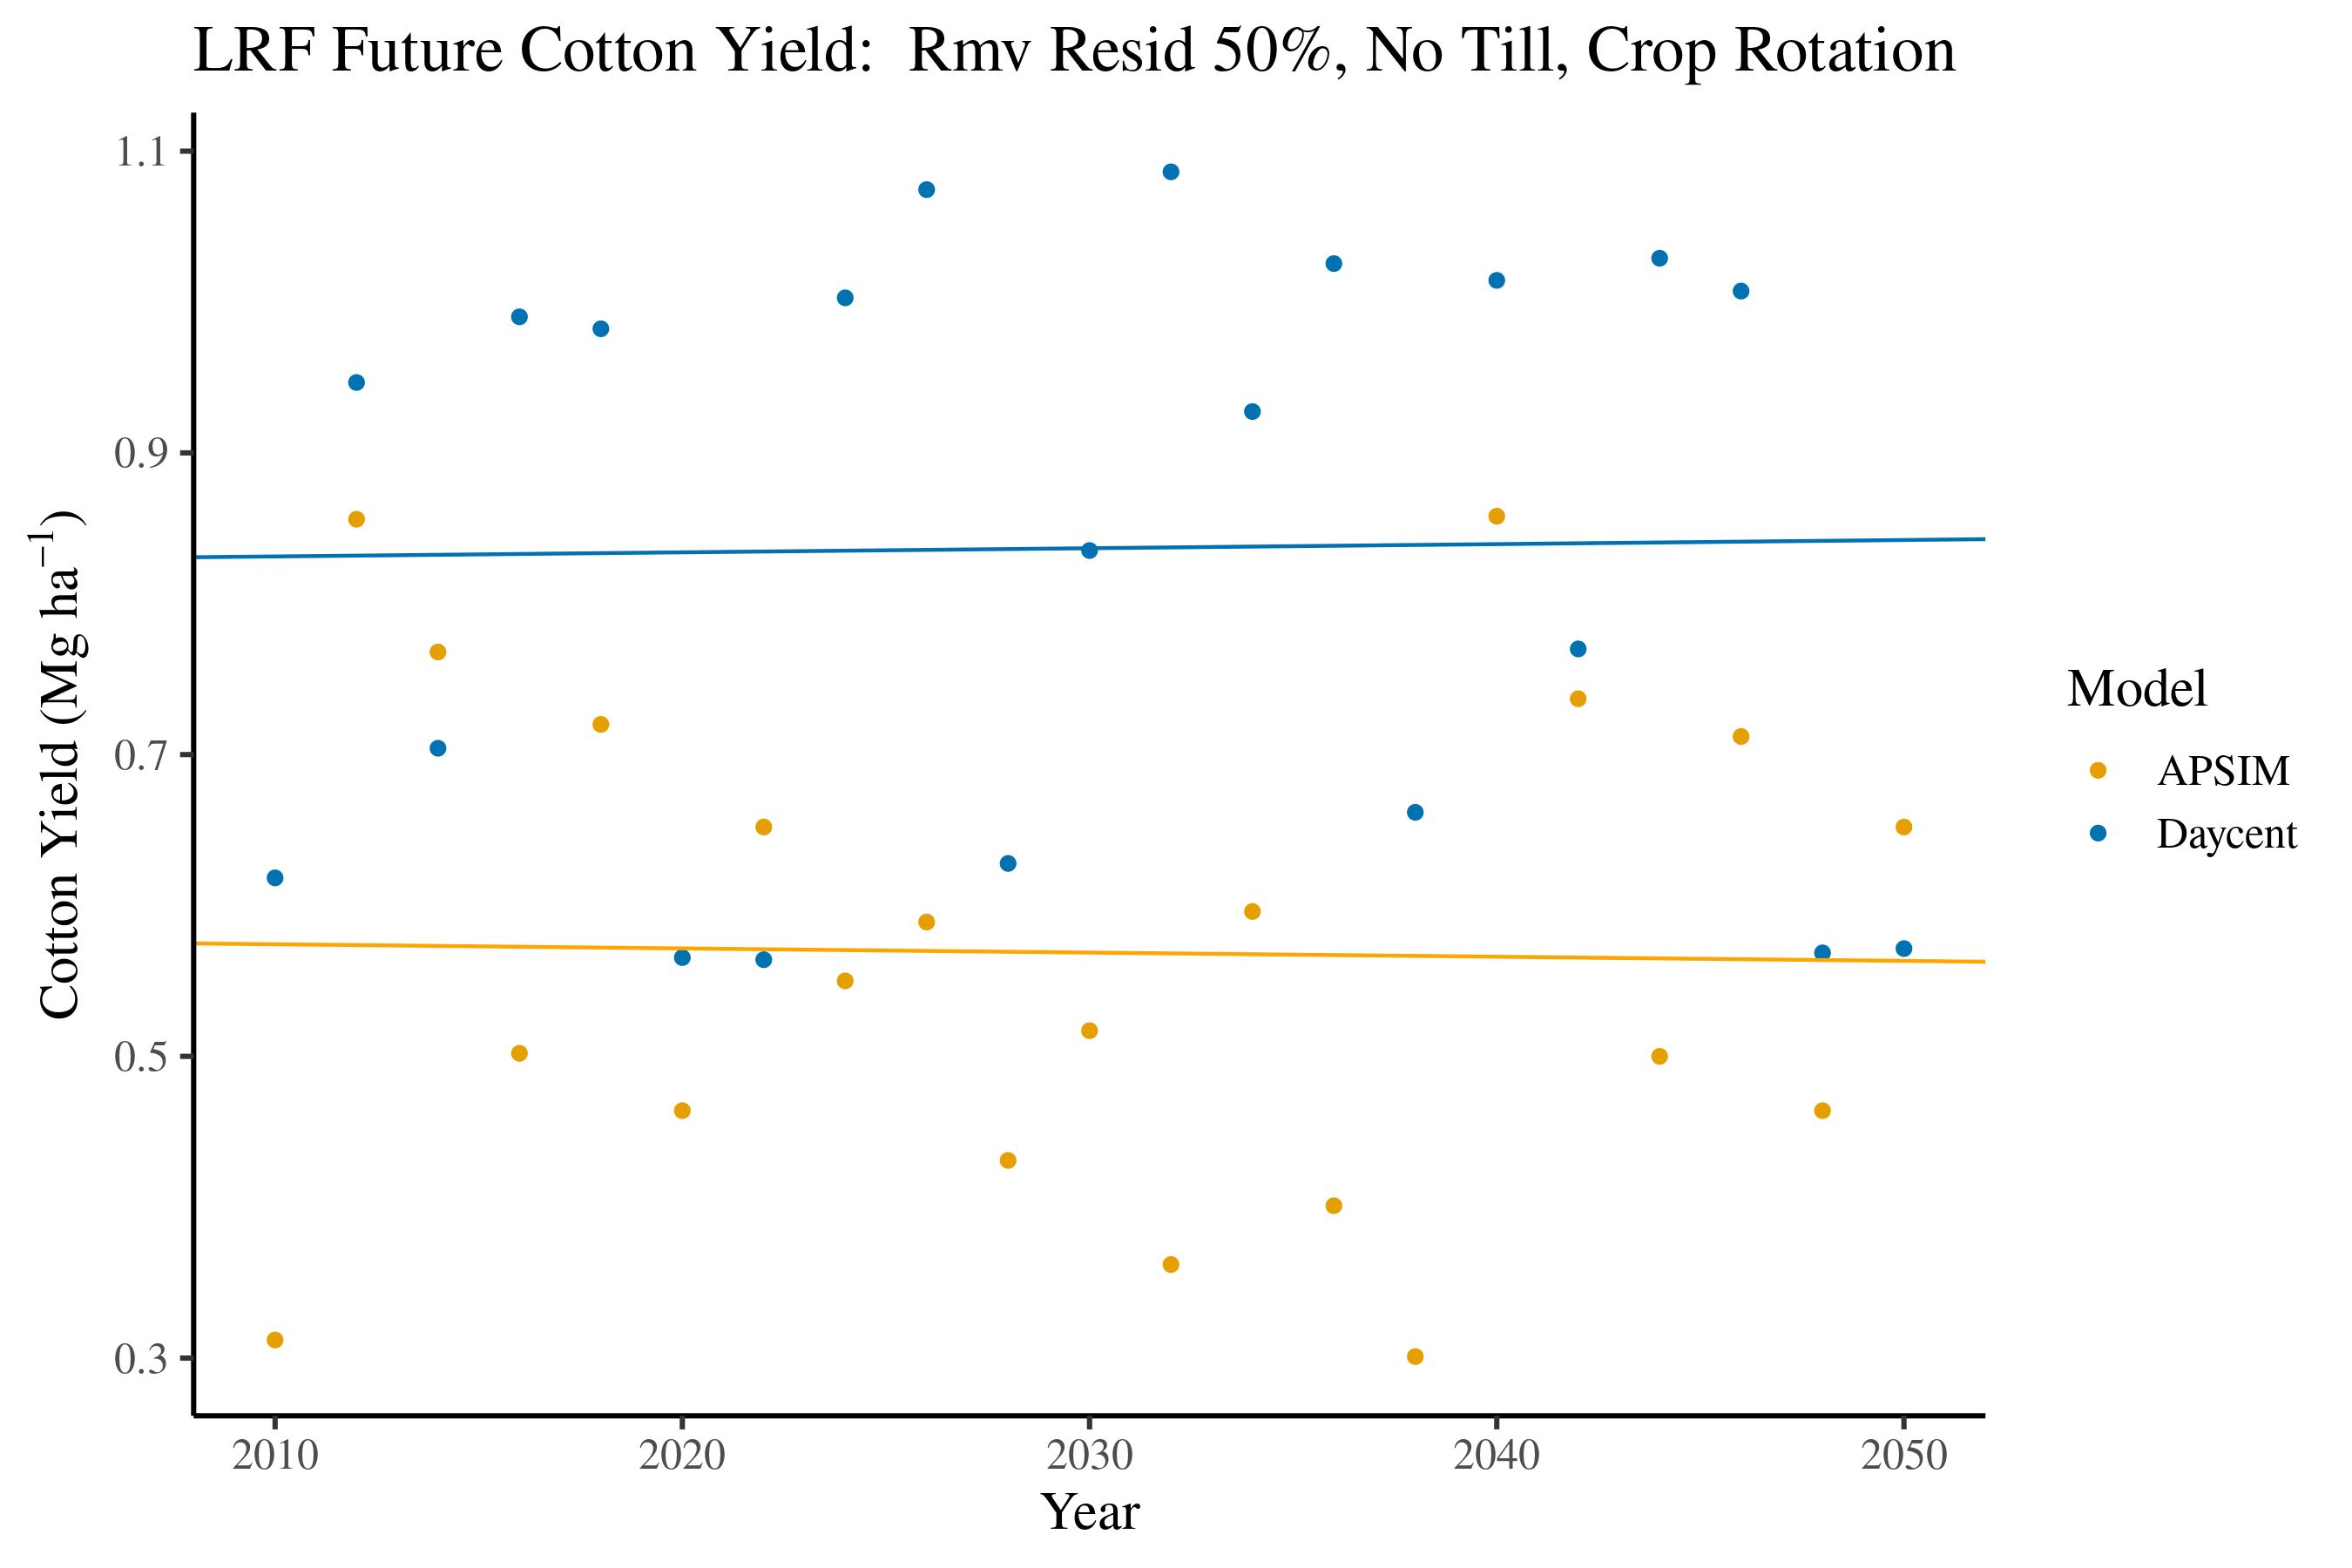 LRF Future Cotton Yield:  Rmv Resid 50%, No Till, Crop Rotation
Cotton Yield (Mg ha⁻¹)
1.1
0.9
0.7
0.5
0.3
2010 2020 2030 2040 2050
Year
Model
APSIM
Daycent